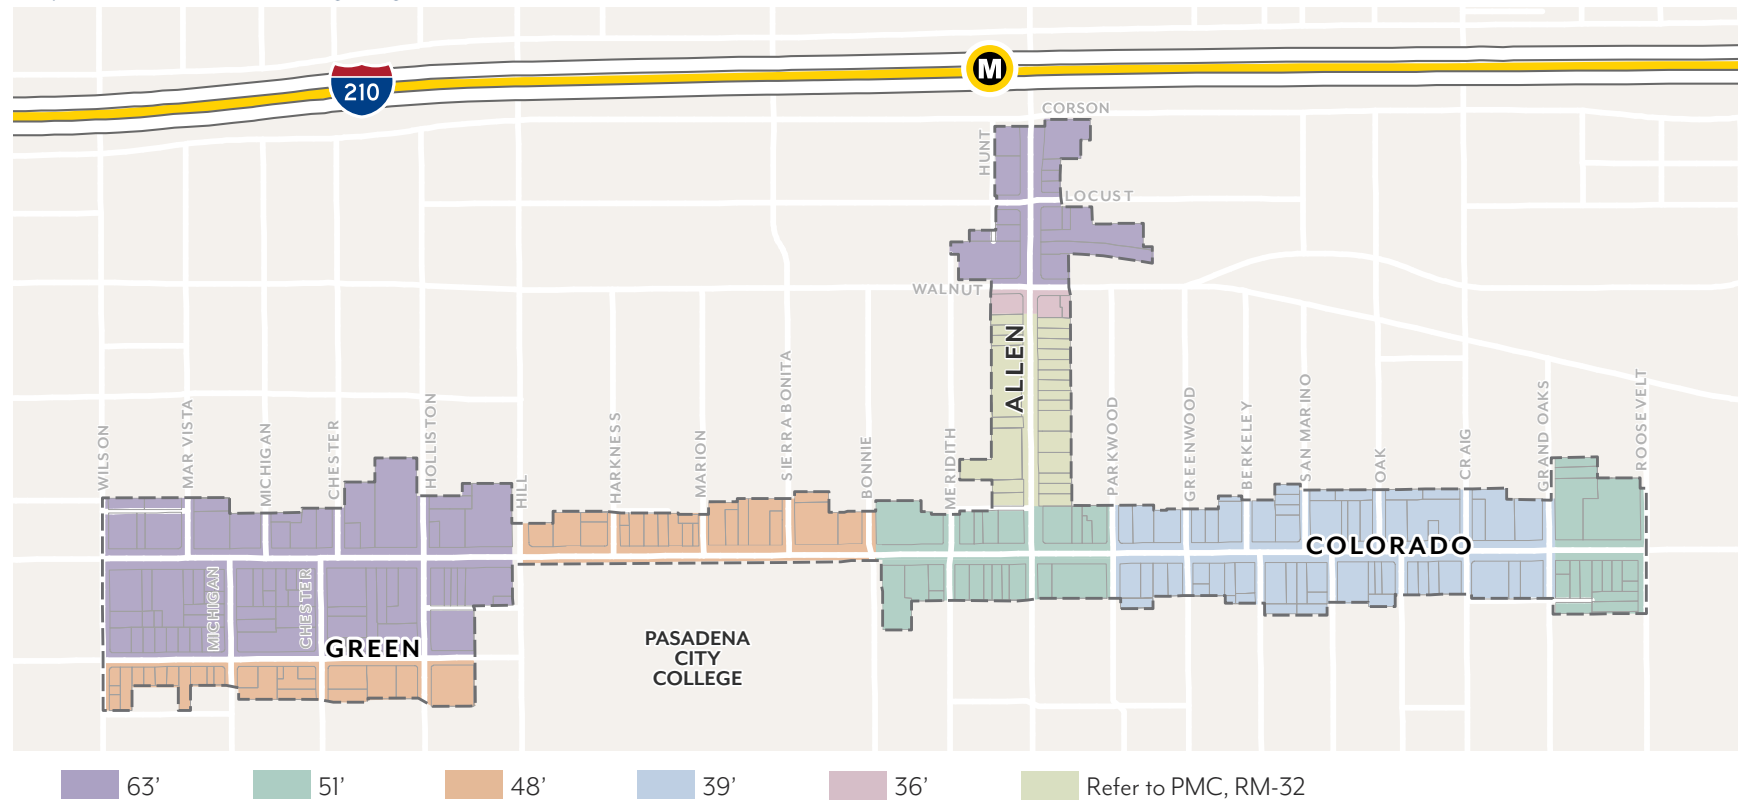 M
210
CORSON
HUNT
LOCUST
WALNUT
ALLEN
WILSON
MAR VISTA
MICHIGAN
CHESTER
HOLLISTON
HILL
HARKNESS
MARION
SIERRA BONITA
BONNIE
MERIDITH
PARKWOOD
GREENWOOD
BERKELEY
SAN MARINO
OAK
CRAIG
GRAND OAKS
ROOSEVELT
COLORADO
MICHIGAN
CHESTER
GREEN
PASADENA
CITY
COLLEGE
63’
51’
48’
39’
36’
Refer to PMC, RM-32